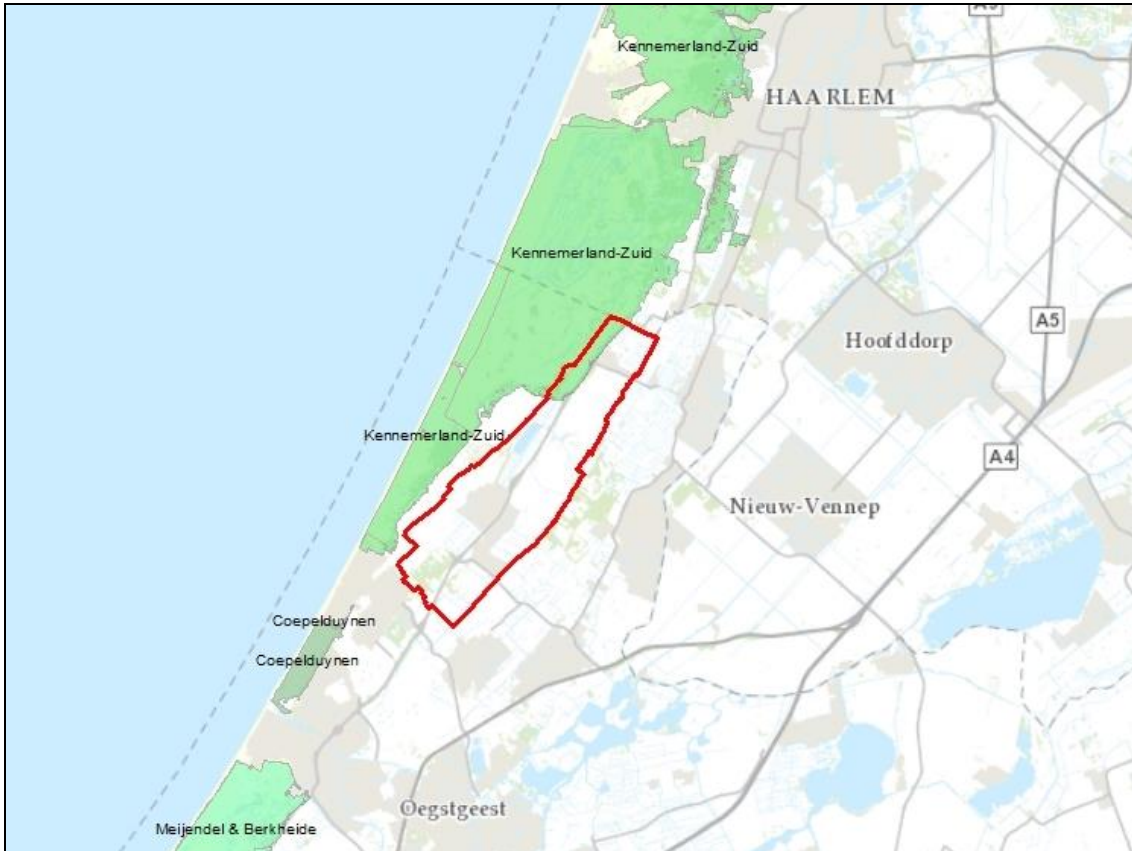 Kennemerland-Zuid
HAARLEM
Kennemerland-Zuid
A5
Hoofddorp
Kennemerland-Zuid
A4
Nieuw-Vennep
Coepelduynen
Coepelduynen
Oegstgeest
Meijendel & Berkheide